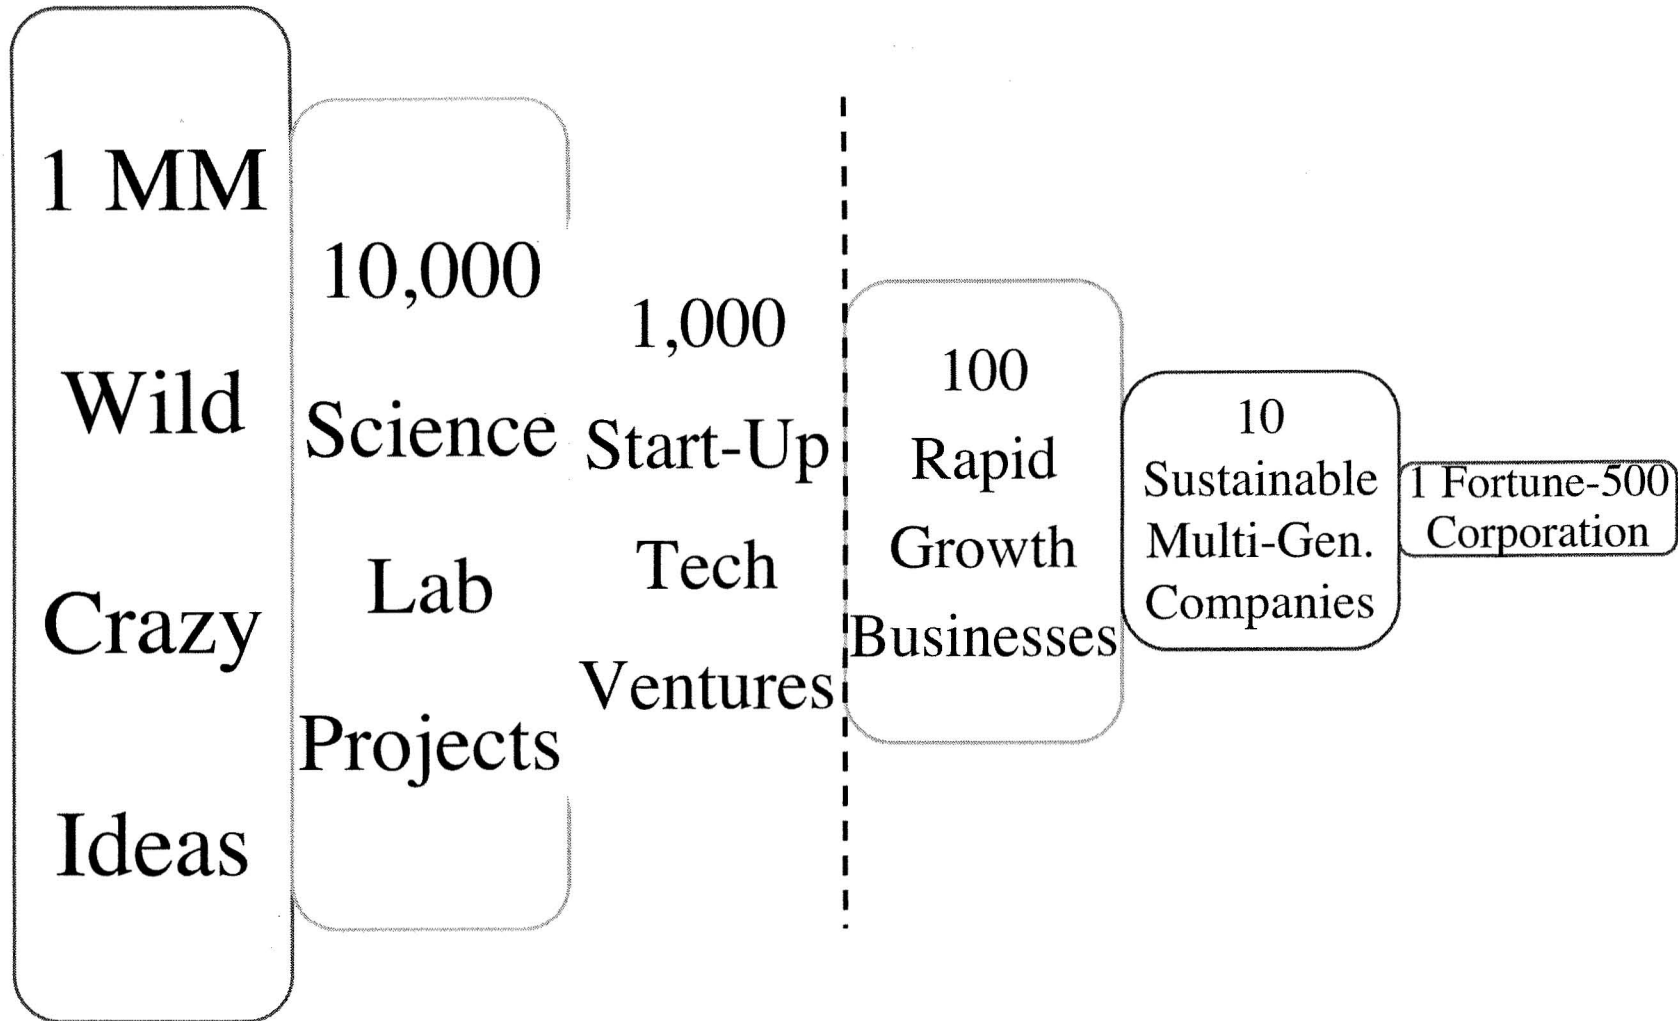 1 MM
Wild
Crazy
Ideas
10,000
Science
Lab
Projects
1,000
Start-Up
Tech
Ventures
100
Rapid
Growth
Businesses
10
Sustainable
Multi-Gen.
Companies
1 Fortune-500
Corporation